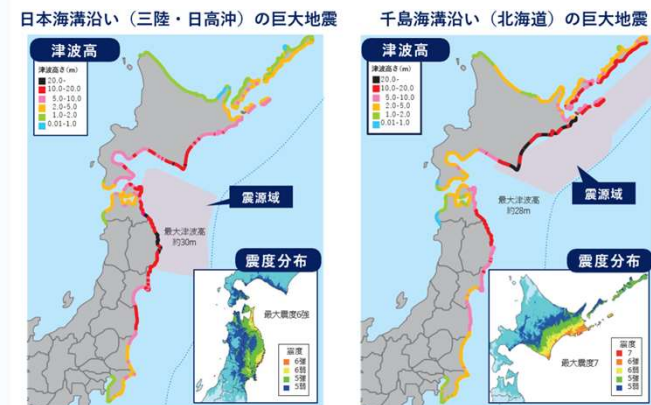 日本海溝沿い（三陸・日高沖）の巨大地震
津波高
津波高さ(m)
20.0-
10.0-20.0
5.0-10.0
2.0-5.0
1.0-2.0
0.01-1.0
震源域
最大津波高
約30m
震度分布
最大震度6強
震度
6強
6弱
5強
5弱
千島海溝沿い（北海道）の巨大地震
津波高
津波高さ(m)
20.0-
10.0-20.0
5.0-10.0
2.0-5.0
1.0-2.0
0.01-1.0
震源域
最大津波高
約28m
震度分布
最大震度7
震度
7
6強
6弱
5強
5弱